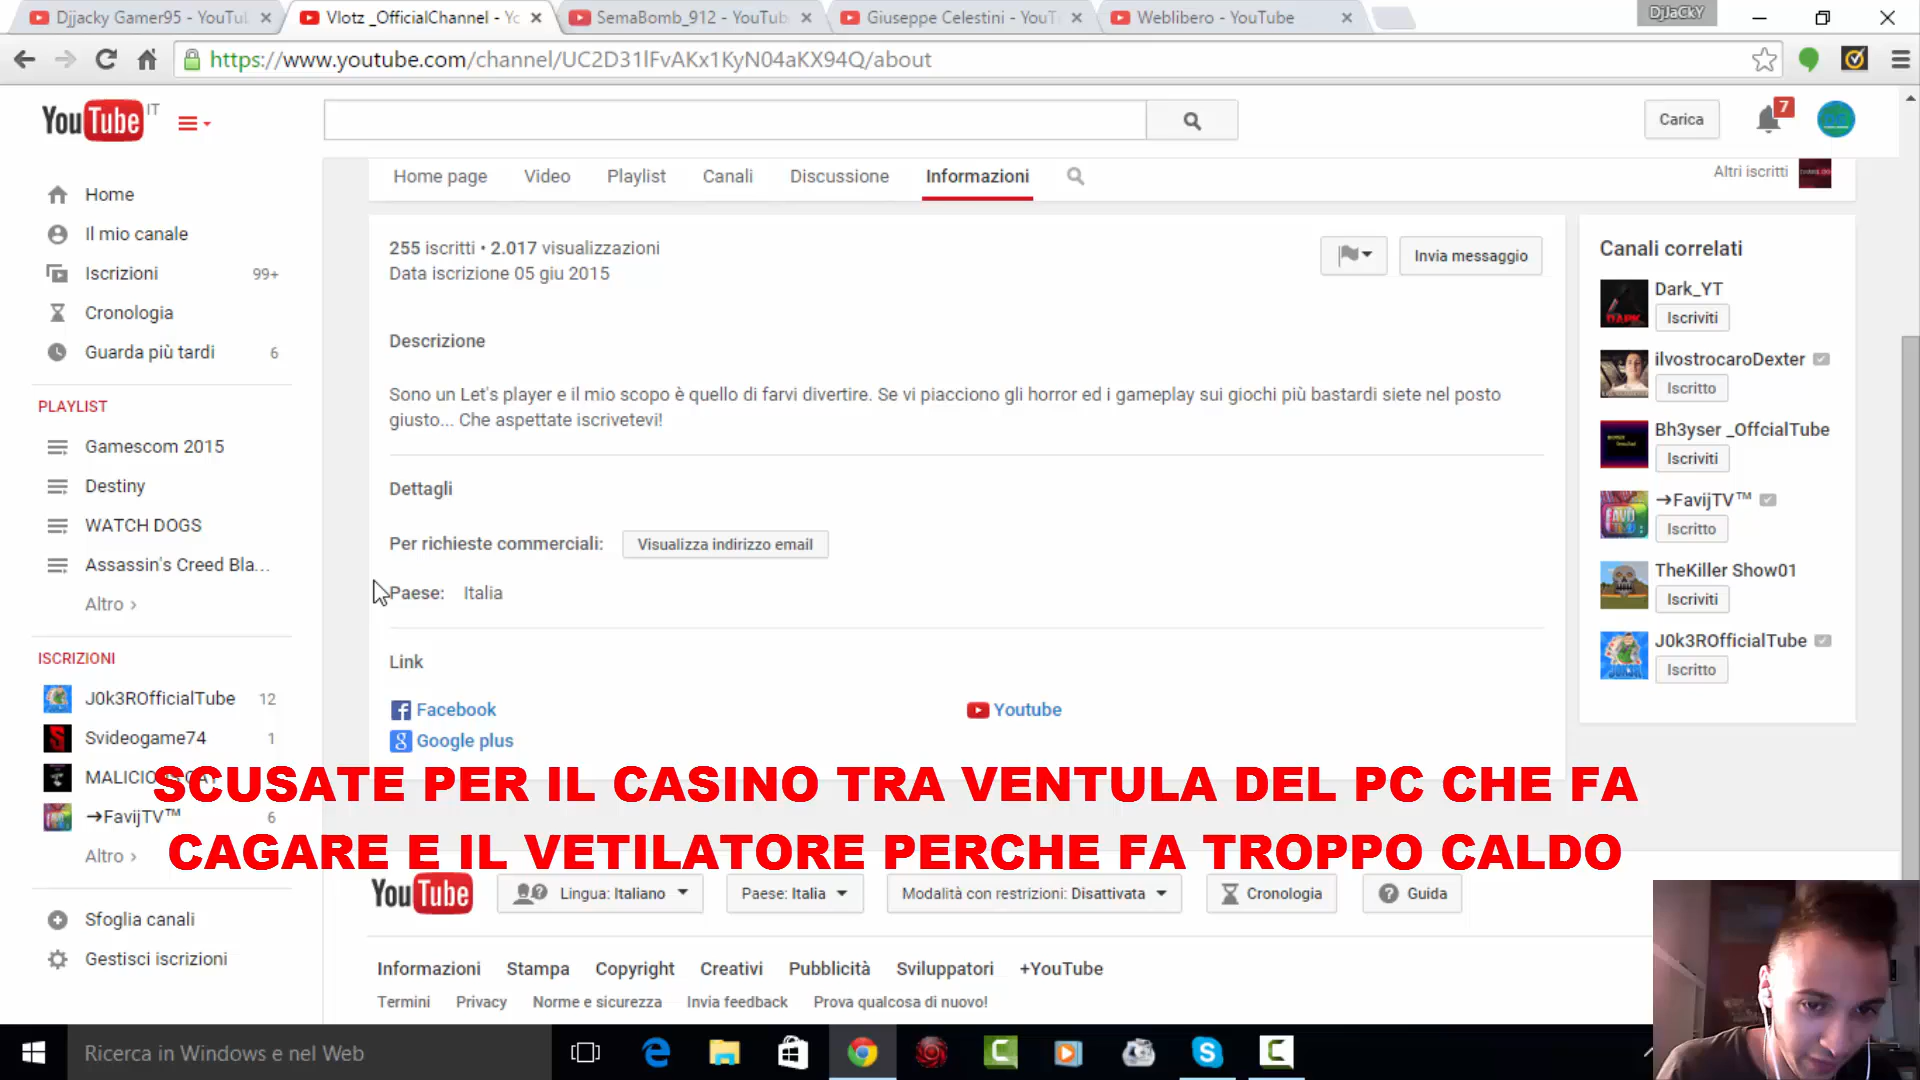 Djjacky Gamer95 - YouTu
Vlotz _OfficialChannel - Yo
SemaBomb_912 - YouTub
Giuseppe Celestini - YouT
Weblibero - YouTube
DjJaCkY
https://www.youtube.com/channel/UC2D31lFvAKx1KyN04aKX94Q/about
YouTube IT
Carica
7
Home page Video Playlist Canali Discussione Informazioni
Altri iscritti
Home
Il mio canale
Iscrizioni 99+
Cronologia
Guarda più tardi 6
PLAYLIST
Gamescom 2015
Destiny
WATCH DOGS
Assassin's Creed Bla...
Altro ›
ISCRIZIONI
J0k3ROfficialTube 12
Svideogame74 1
→FavijTV™ 6
Altro ›
Sfoglia canali
Gestisci iscrizioni
255 iscritti • 2.017 visualizzazioni
Data iscrizione 05 giu 2015
Invia messaggio
Descrizione
Sono un Let's player e il mio scopo è quello di farvi divertire. Se vi piacciono gli horror ed i gameplay sui giochi più bastardi siete nel posto
giusto... Che aspettate iscrivetevi!
Dettagli
Per richieste commerciali: Visualizza indirizzo email
Paese: Italia
Link
Facebook
Youtube
Google plus
Canali correlati
Dark_YT
Iscriviti
ilvostrocaroDexter
Iscritto
Bh3yser _OffcialTube
Iscriviti
→FavijTV™
Iscritto
TheKiller Show01
Iscriviti
J0k3ROfficialTube
Iscritto
SCUSATE PER IL CASINO TRA VENTULA DEL PC CHE FA
CAGARE E IL VETILATORE PERCHE FA TROPPO CALDO
YouTube
Lingua: Italiano
Paese: Italia
Modalità con restrizioni: Disattivata
Cronologia
Guida
Informazioni Stampa Copyright Creativi Pubblicità Sviluppatori +YouTube
Termini Privacy Norme e sicurezza Invia feedback Prova qualcosa di nuovo!
Ricerca in Windows e nel Web